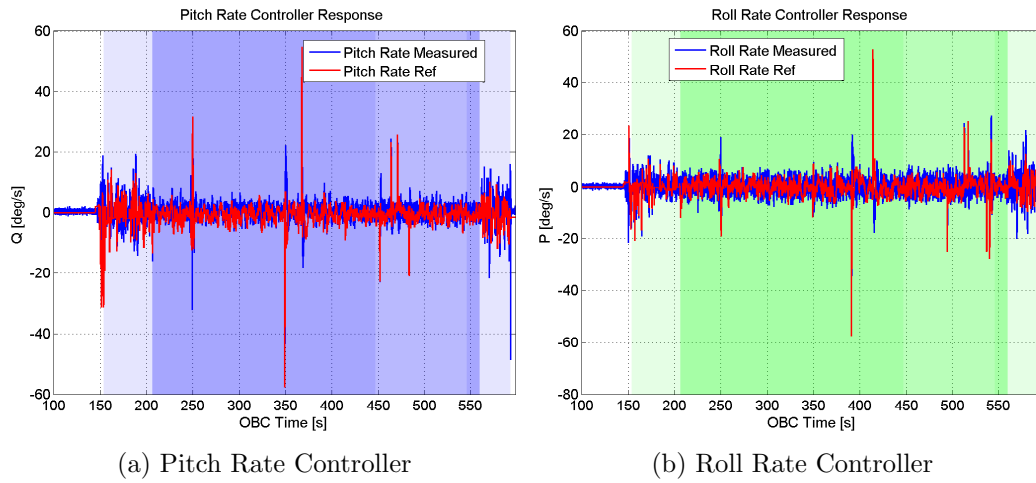 Pitch Rate Controller Response
60
40
20
0
-20
-40
-60
Q [deg/s]
Pitch Rate Measured
Pitch Rate Ref
100 150 200 250 300 350 400 450 500 550
OBC Time [s]
(a) Pitch Rate Controller
Roll Rate Controller Response
60
40
20
0
-20
-40
-60
-80
P [deg/s]
Roll Rate Measured
Roll Rate Ref
100 150 200 250 300 350 400 450 500 550
OBC Time [s]
(b) Roll Rate Controller